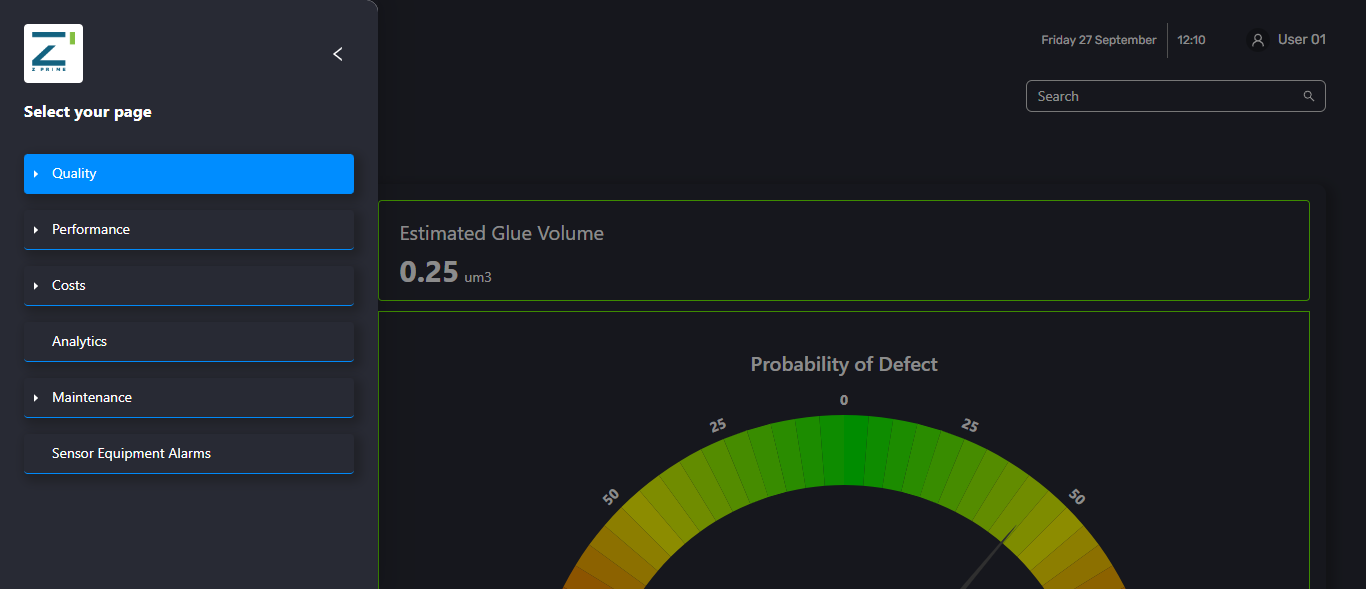 Z PRIME
Select your page
Quality
Performance
Costs
Analytics
Maintenance
Sensor Equipment Alarms
Friday 27 September
12:10
User 01
Search
Estimated Glue Volume
0.25 um3
Probability of Defect
0
25
25
50
50